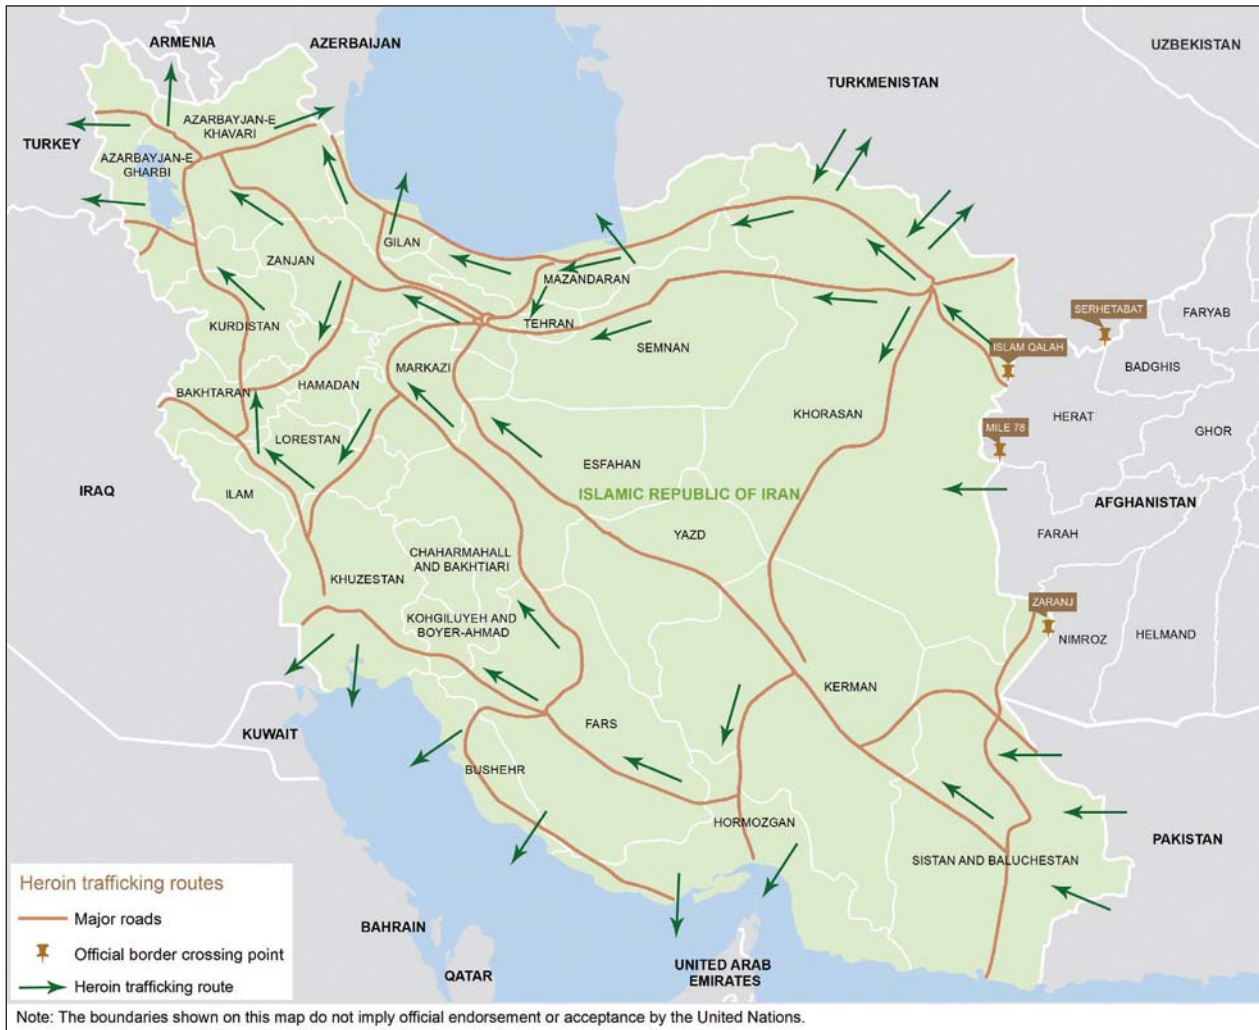 ARMENIA
AZERBAIJAN
UZBEKISTAN
TURKMENISTAN
AZARBAYJAN-E
KHAVARI
TURKEY
AZARBAYJAN-E
GHARBI
GILAN
ZANJAN
MAZANDARAN
SERHETABAT
FARYAB
KURDISTAN
TEHRAN
SEMNAN
ISLAM QALAH
BADGHIS
MARKAZI
HAMADAN
BAKHTARAN
KHORASAN
HERAT
MILE 78
GHOR
LORESTAN
ESFAHAN
IRAQ
ILAM
ISLAMIC REPUBLIC OF IRAN
AFGHANISTAN
YAZD
FARAH
CHAHARMAHALL
AND BAKHTIARI
KHUZESTAN
ZARANJ
KOHGILUYEH AND
BOYER-AHMAD
NIMROZ
HELMAND
KERMAN
FARS
KUWAIT
BUSHEHR
HORMOZGAN
PAKISTAN
SISTAN AND BALUCHESTAN
BAHRAIN
QATAR
UNITED ARAB
EMIRATES
Heroin trafficking routes
Major roads
Official border crossing point
Heroin trafficking route
Note: The boundaries shown on this map do not imply official endorsement or acceptance by the United Nations.